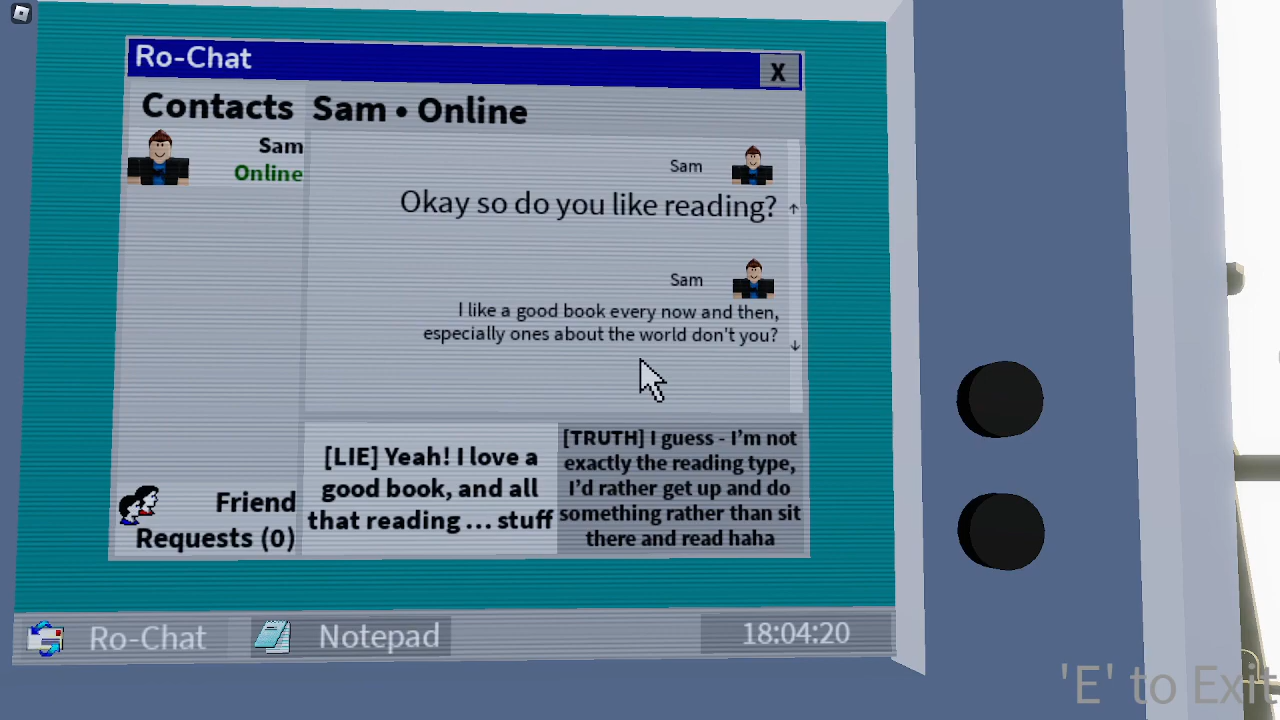 Ro-Chat
X
Contacts
Sam • Online
Sam
Online
Sam
Okay so do you like reading?
Sam
I like a good book every now and then,
especially ones about the world don't you?
[LIE] Yeah! I love a
good book, and all
that reading ... stuff
[TRUTH] I guess - I'm not
exactly the reading type,
I'd rather get up and do
something rather than sit
there and read haha
Friend
Requests (0)
Ro-Chat
Notepad
18:04:20
'E' to Exit